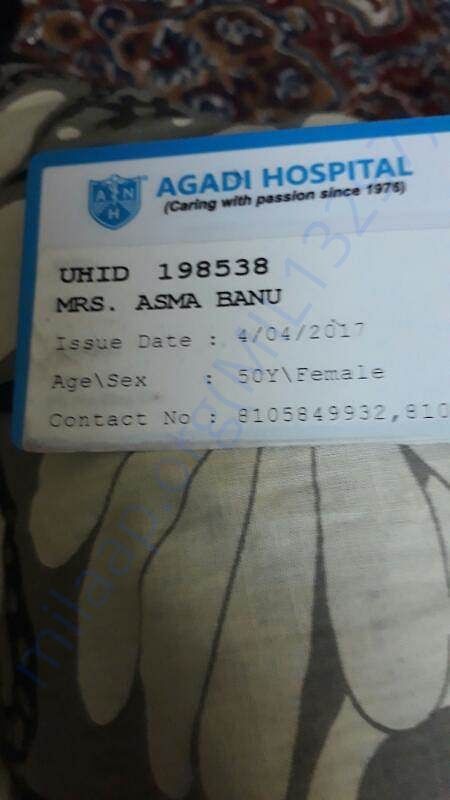 ANH
AGADI HOSPITAL
(Caring with passion since 1976)
UHID 198538
MRS. ASMA BANU
Issue Date : 4/04/2017
Age\Sex : 50Y\Female
Contact No : 8105849932,810